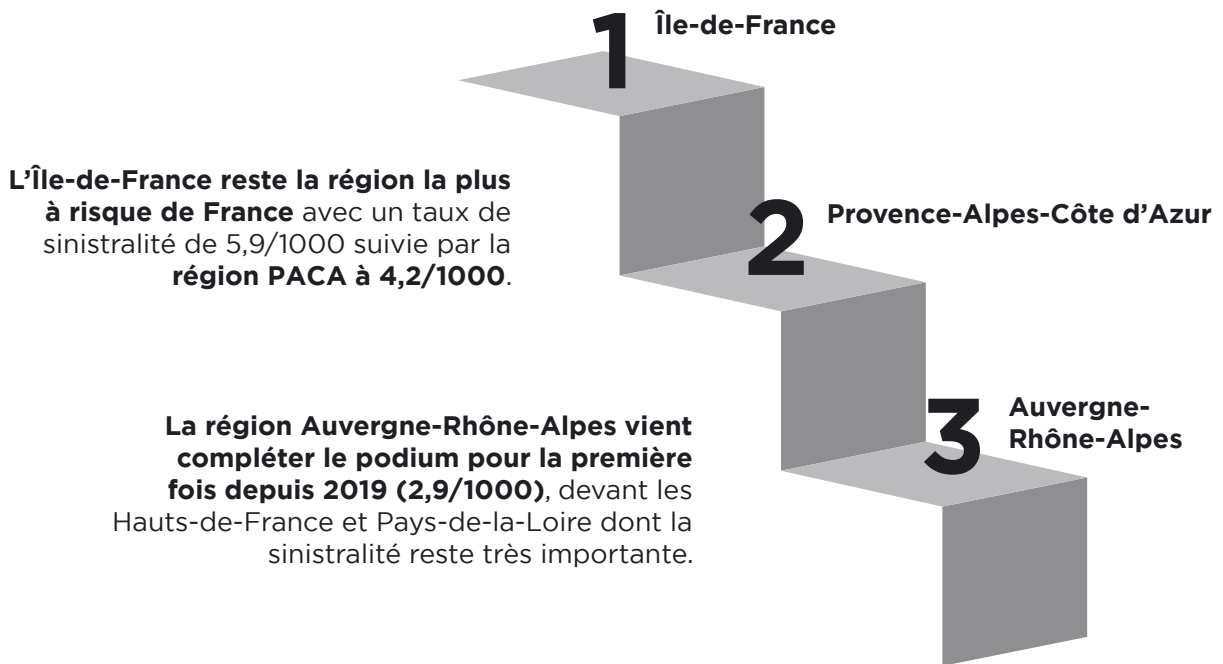 1 Île-de-France
L’Île-de-France reste la région la plus
à risque de France avec un taux de
sinistralité de 5,9/1000 suivie par la
région PACA à 4,2/1000.
2 Provence-Alpes-Côte d’Azur
La région Auvergne-Rhône-Alpes vient
compléter le podium pour la première
fois depuis 2019 (2,9/1000), devant les
Hauts-de-France et Pays-de-la-Loire dont la
sinistralité reste très importante.
3 Auvergne-
Rhône-Alpes